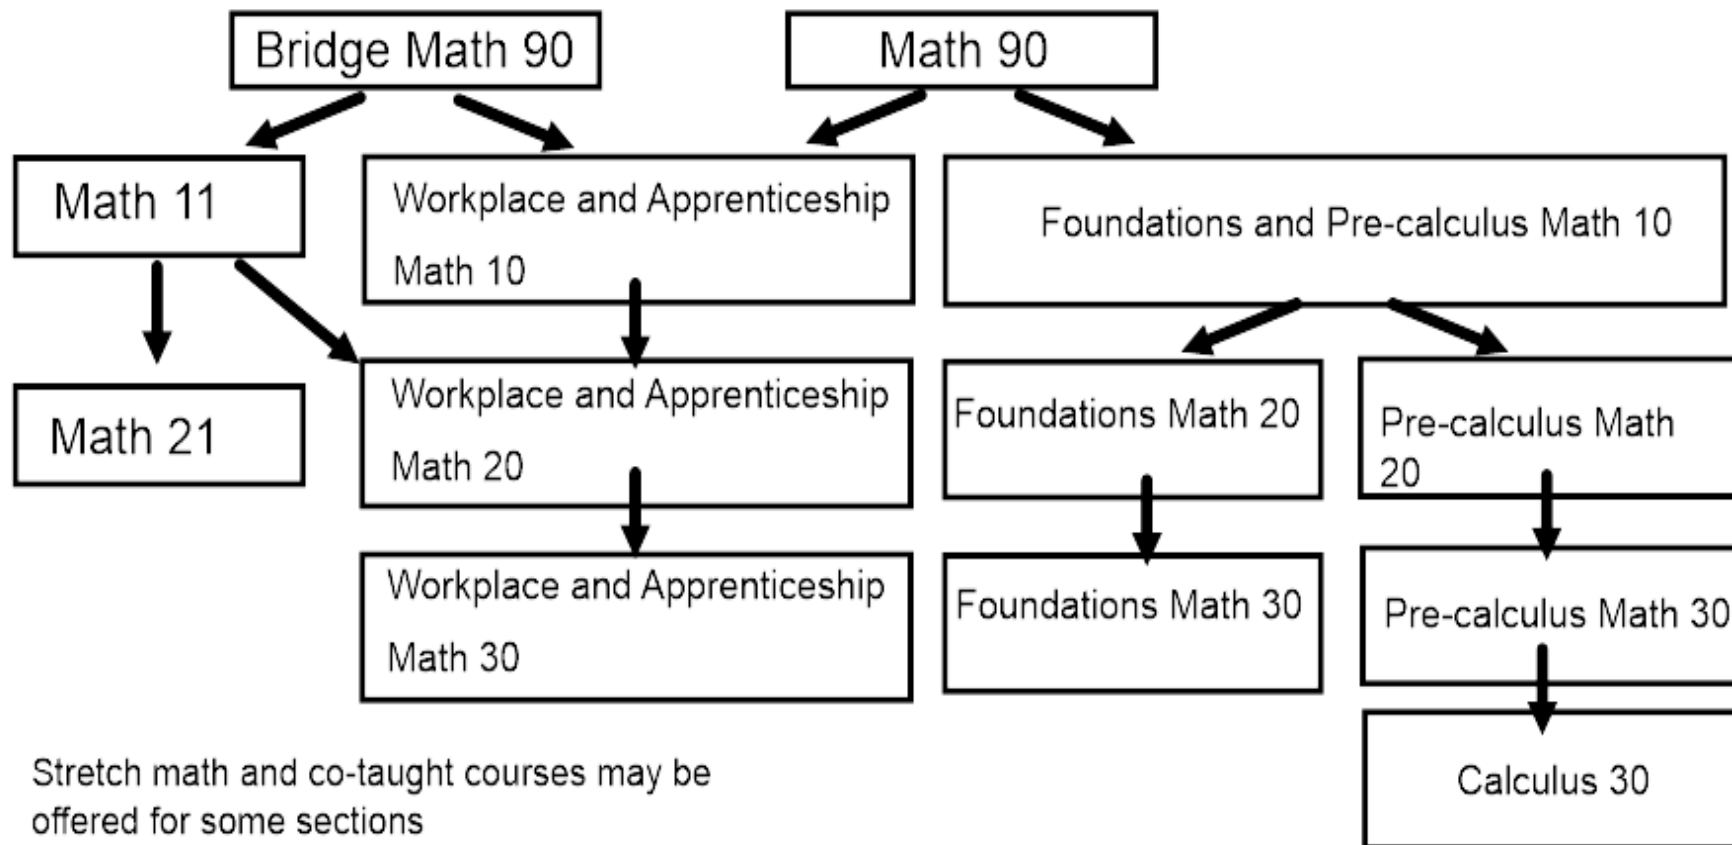 Bridge Math 90
Math 90
Math 11
Workplace and Apprenticeship
Math 10
Foundations and Pre-calculus Math 10
Math 21
Workplace and Apprenticeship
Math 20
Foundations Math 20
Pre-calculus Math
20
Workplace and Apprenticeship
Math 30
Foundations Math 30
Pre-calculus Math 30
Calculus 30
Stretch math and co-taught courses may be
offered for some sections